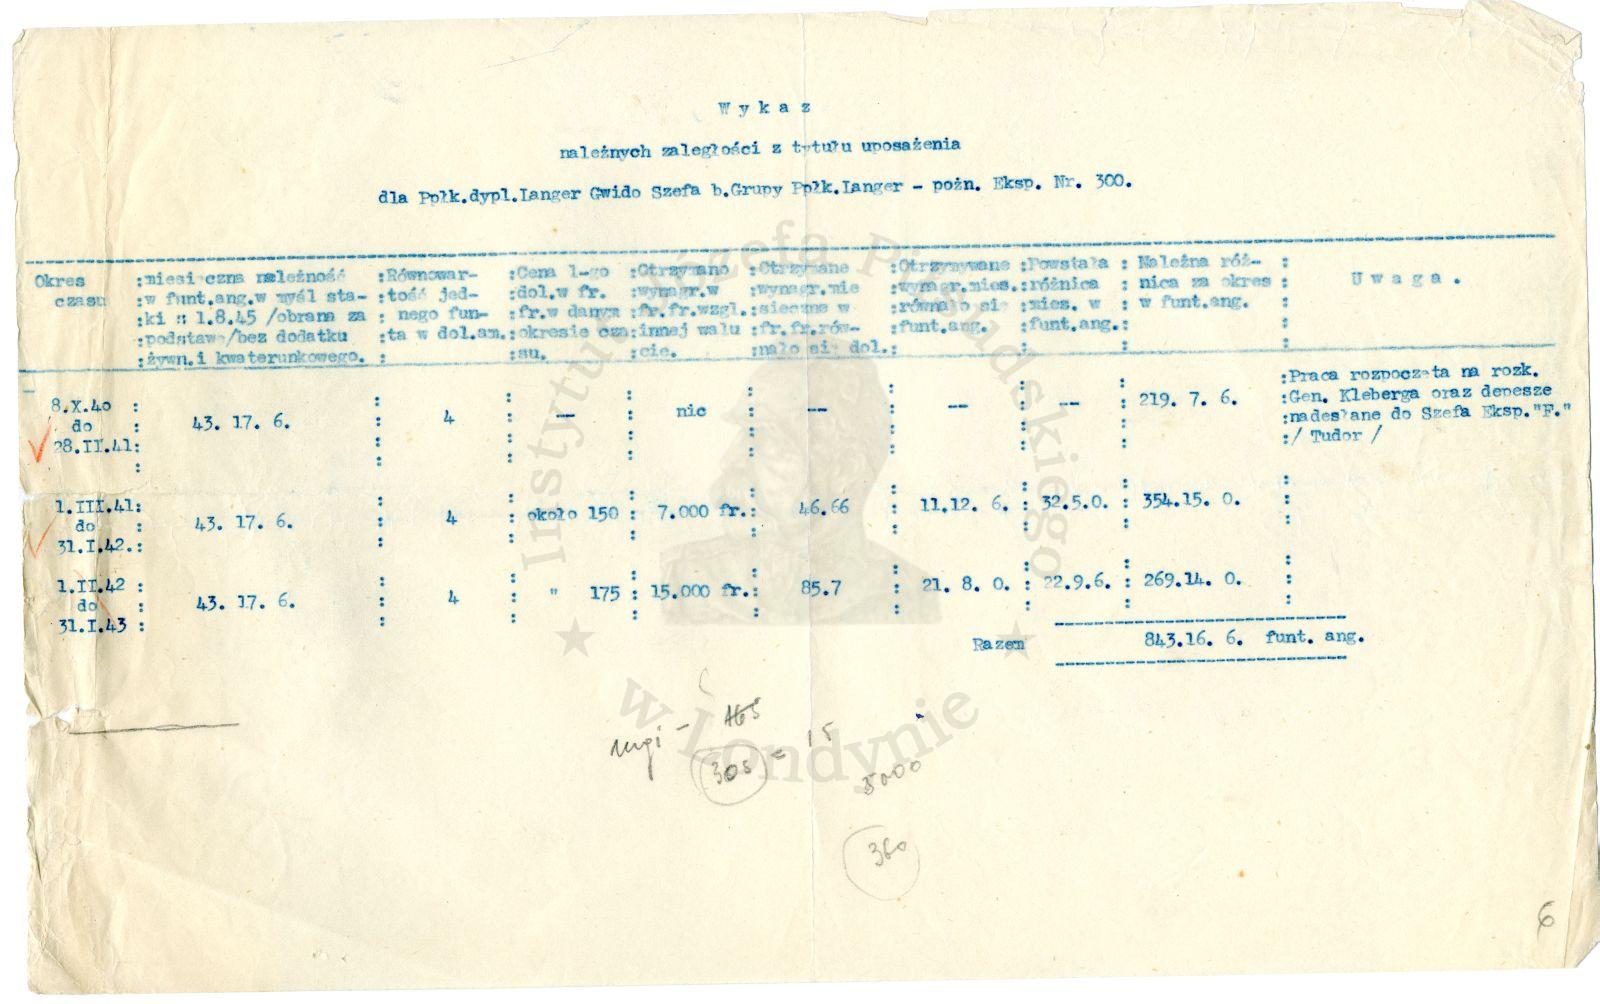 W y k a z
należnych zaległości z tytułu uposażenia
dla Ppłk.dypl.Langer Gwido Szefa b.Grupy Ppłk.Langer - poźn. Eksp. Nr. 300.
Okres czasu
:miesięczna należność
:w funt.ang.w myśl sta-
:ki z 1.8.45 /obrana za
:podstawę/bez dodatku
:żywn.i kwaterunkowego.
:Równowar-
:tość jed-
: nego fun-
:ta w dol.am.
:Cena 1-go
:dol.w fr.
:fr.w danym
:okresie cza
:su.
:Otrzymano
:wynagr.w
:fr.fr.wzgl.
:innej walu
:cie.
:Otrzymane
:wynagr.mie
:sięczne w
:fr.fr.rów-
:nało się dol.
:Otrzymywane
:wynagr.mies.
:równało się
:funt.ang.
:Powstała
:różnica
:mies. w
:funt.ang.
: Należna róż-
: nica za okres
: w funt.ang.
U w a g a .
8.X.40 do 28.II.41: 43. 17. 6. : 4 : -- : nic : -- : -- : -- : 219. 7. 6.
:Praca rozpoczęta na rozk.
:Gen. Kleberga oraz depesze
:nadesłane do Szefa Eksp."F."
:/ Tudor /
1.III.41: do 31.I.42.: 43. 17. 6. : 4 : około 150 : 7.000 fr.: 46.66 : 11.12. 6. : 32.5.0. : 354.15. 0.
1.II.42 : do 31.I.43 : 43. 17. 6. : 4 : " 175 : 15.000 fr.: 85.7 : 21. 8. 0. : 22.9.6. : 269.14. 0.
Razem 843.16. 6. funt. ang.
165
305 = 15
5000
360
6
Instytut Józefa Piłsudskiego
w Londynie